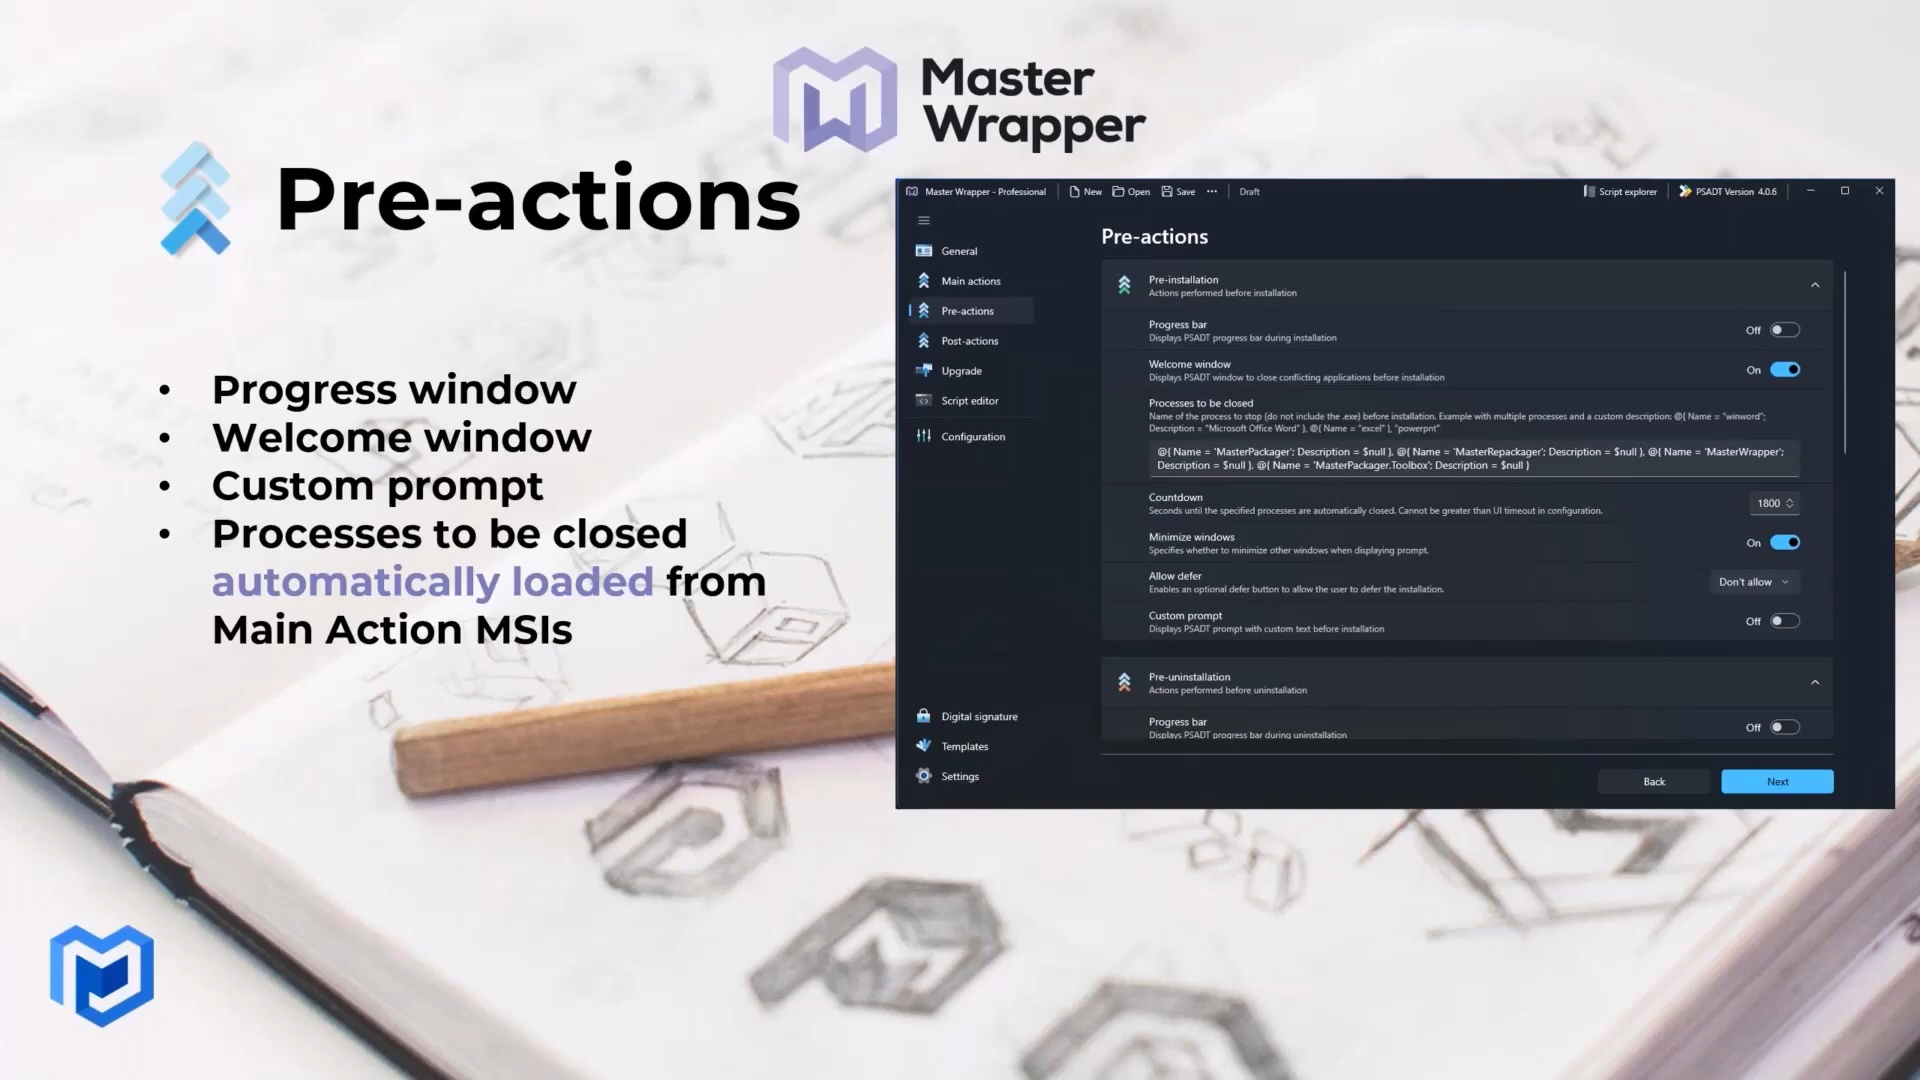 Master
Wrapper
Pre-actions
• Progress window
• Welcome window
• Custom prompt
• Processes to be closed
automatically loaded from
Main Action MSIs
Master Wrapper - Professional
New
Open
Save
Draft
Script explorer
PSADT Version 4.0.6
General
Main actions
Pre-actions
Post-actions
Upgrade
Script editor
Configuration
Digital signature
Templates
Settings
Pre-actions
Pre-installation
Actions performed before installation
Progress bar
Off
Displays PSADT progress bar during installation
Welcome window
On
Displays PSADT window to close conflicting applications before installation
Processes to be closed
Name of the process to stop (do not include the .exe) before installation. Example with multiple processes and a custom description: @{ Name = "winword";
Description = "Microsoft Office Word" }, @{ Name = "excel" }, "powerpnt"
@{ Name = 'MasterPackager'; Description = $null }, @{ Name = 'MasterRepackager'; Description = $null }, @{ Name = 'MasterWrapper';
Description = $null }, @{ Name = 'MasterPackager.Toolbox'; Description = $null }
Countdown
1800
Seconds until the specified processes are automatically closed. Cannot be greater than UI timeout in configuration.
Minimize windows
On
Specifies whether to minimize other windows when displaying prompt.
Allow defer
Don't allow
Enables an optional defer button to allow the user to defer the installation.
Custom prompt
Off
Displays PSADT prompt with custom text before installation
Pre-uninstallation
Actions performed before uninstallation
Progress bar
Off
Displays PSADT progress bar during uninstallation
Back
Next